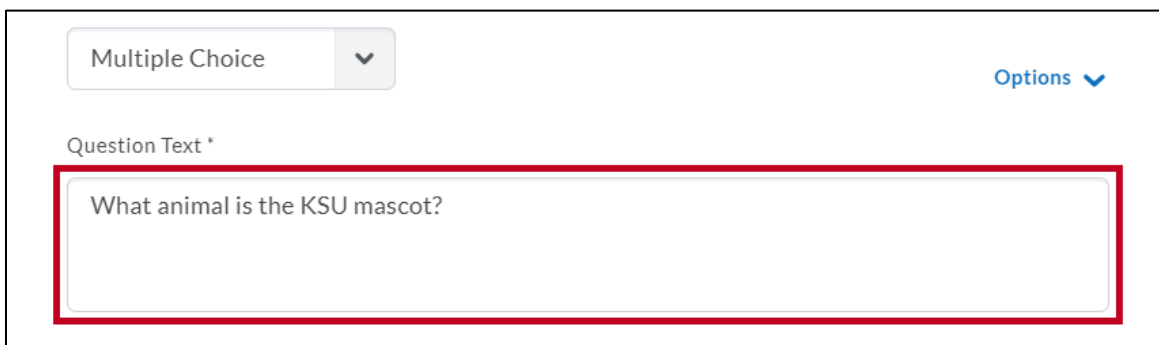 Multiple Choice
Options
Question Text *
What animal is the KSU mascot?